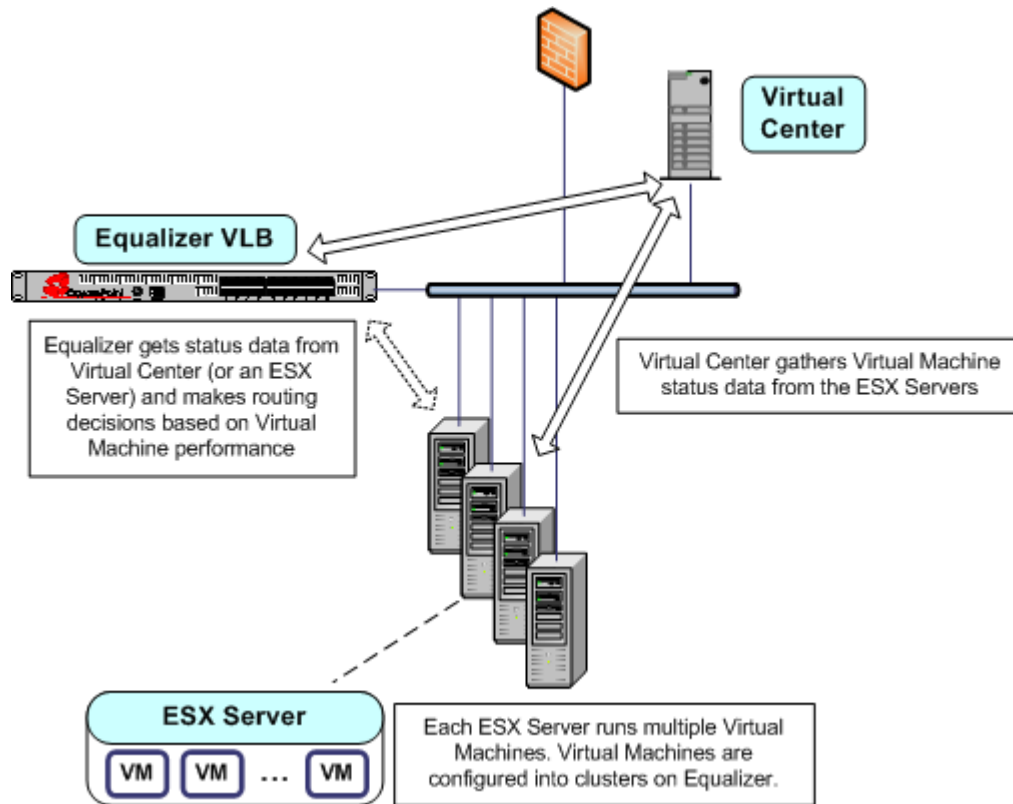 Virtual
Center
Equalizer VLB
Equalizer gets status data from
Virtual Center (or an ESX
Server) and makes routing
decisions based on Virtual
Machine performance
Virtual Center gathers Virtual Machine
status data from the ESX Servers
ESX Server
VM VM ... VM
Each ESX Server runs multiple Virtual
Machines. Virtual Machines are
configured into clusters on Equalizer.